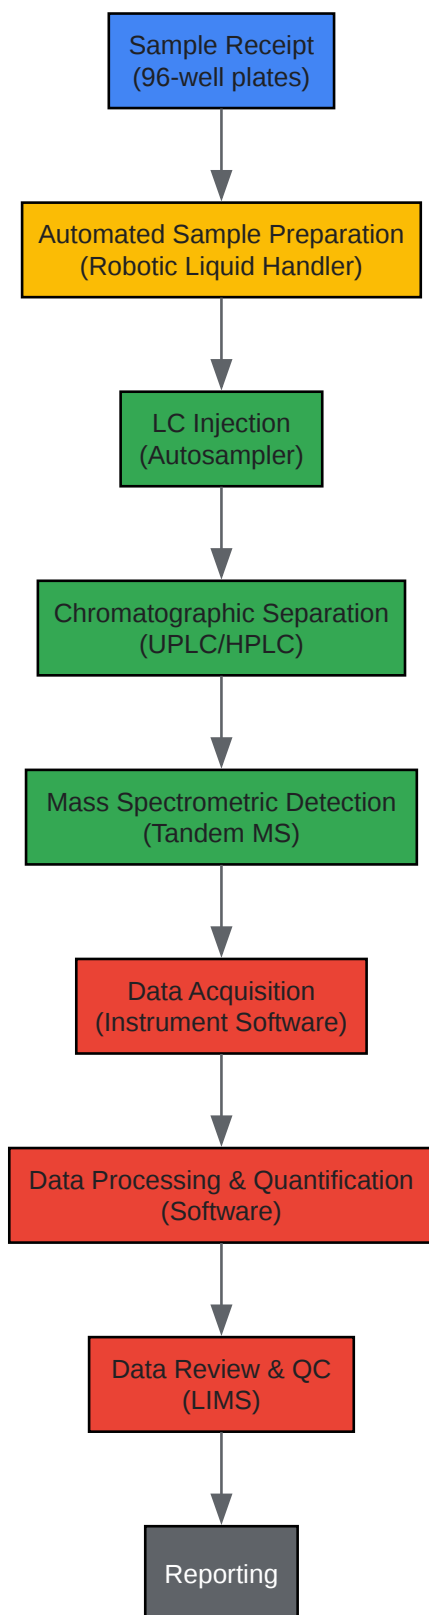 Sample Receipt
(96-well plates)
Automated Sample Preparation
(Robotic Liquid Handler)
LC Injection
(Autosampler)
Chromatographic Separation
(UPLC/HPLC)
Mass Spectrometric Detection
(Tandem MS)
Data Acquisition
(Instrument Software)
Data Processing & Quantification
(Software)
Data Review & QC
(LIMS)
Reporting